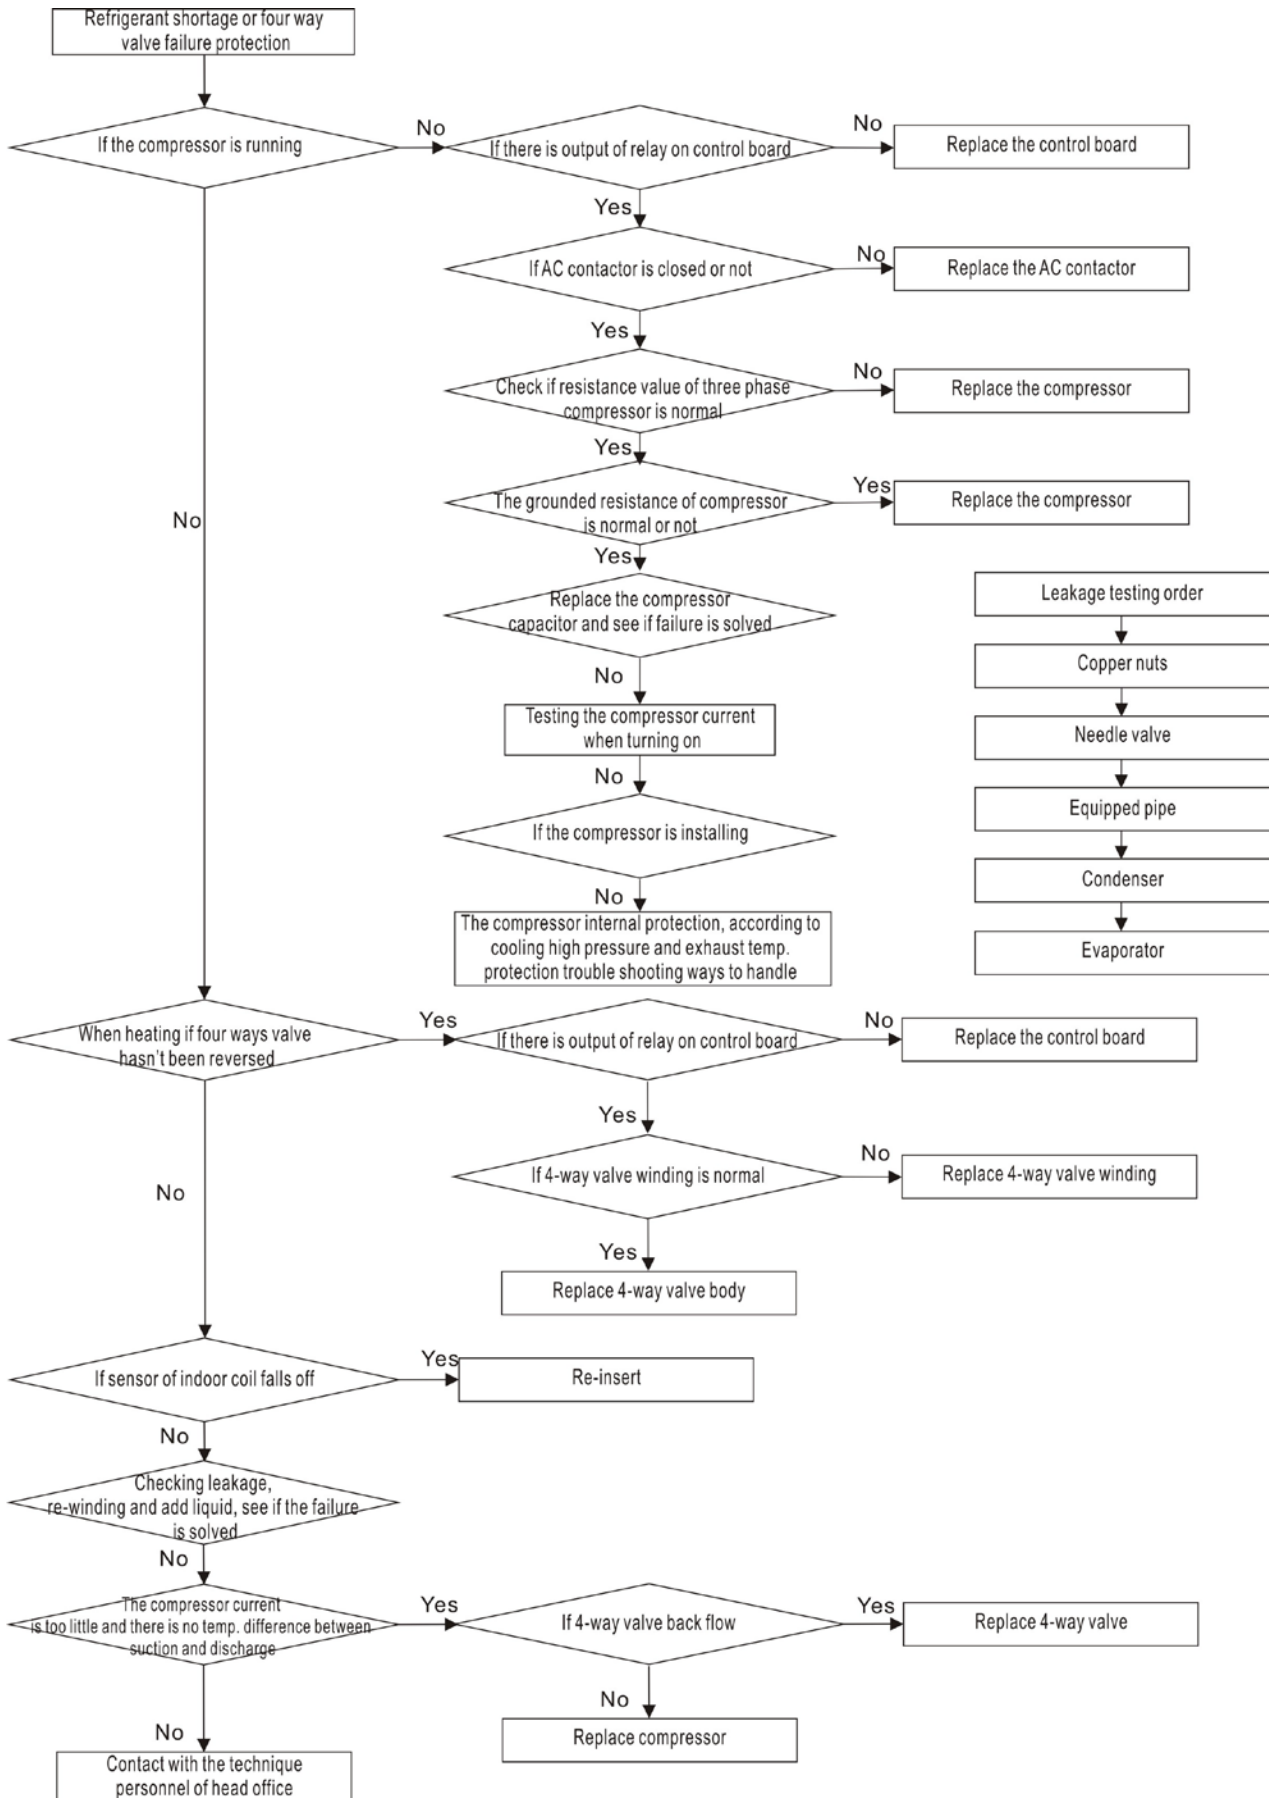 Refrigerant shortage or four way
valve failure protection
If the compressor is running
No
If there is output of relay on control board
No
Replace the control board
Yes
If AC contactor is closed or not
No
Replace the AC contactor
Yes
Check if resistance value of three phase
compressor is normal
No
Replace the compressor
Yes
The grounded resistance of compressor
is normal or not
Yes
Replace the compressor
No
Yes
Replace the compressor
capacitor and see if failure is solved
No
Testing the compressor current
when turning on
No
If the compressor is installing
No
The compressor internal protection, according to
cooling high pressure and exhaust temp.
protection trouble shooting ways to handle
Leakage testing order
Copper nuts
Needle valve
Equipped pipe
Condenser
Evaporator
When heating if four ways valve
hasn't been reversed
Yes
If there is output of relay on control board
No
Replace the control board
Yes
If 4-way valve winding is normal
No
Replace 4-way valve winding
No
Yes
Replace 4-way valve body
If sensor of indoor coil falls off
Yes
Re-insert
No
Checking leakage,
re-winding and add liquid, see if the failure
is solved
No
The compressor current
is too little and there is no temp. difference between
suction and discharge
Yes
If 4-way valve back flow
Yes
Replace 4-way valve
No
Replace compressor
No
Contact with the technique
personnel of head office